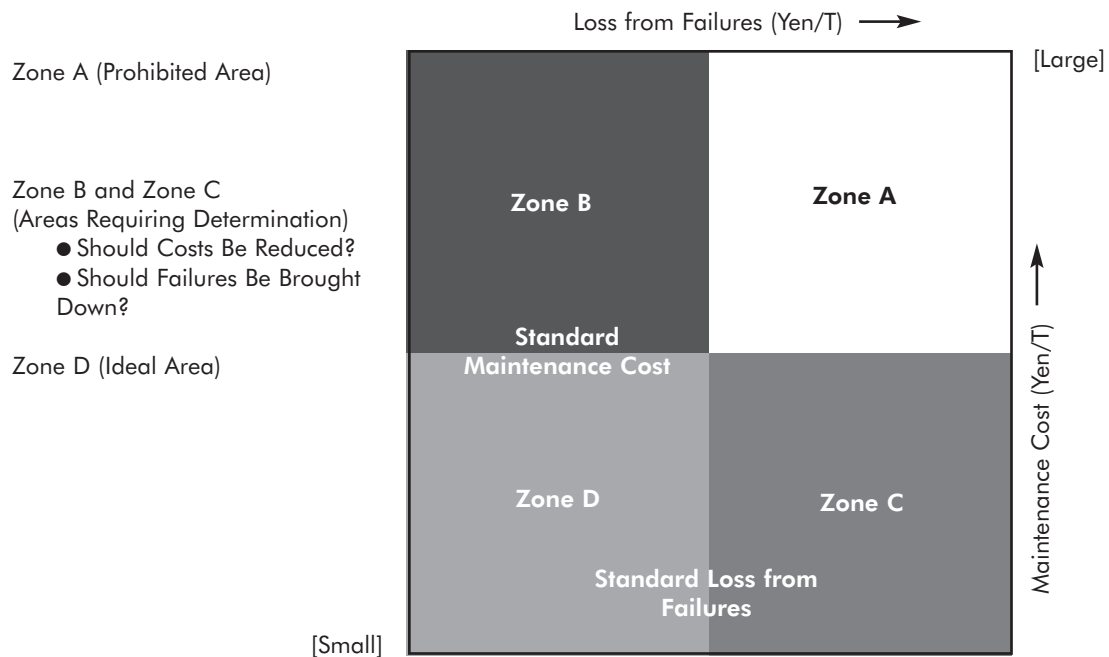 Loss from Failures (Yen/T)
[Large]
Zone A (Prohibited Area)
Zone B and Zone C
(Areas Requiring Determination)
● Should Costs Be Reduced?
● Should Failures Be Brought
Down?
Zone D (Ideal Area)
Zone B
Zone A
Standard
Maintenance Cost
Zone D
Zone C
Standard Loss from
Failures
Maintenance Cost (Yen/T)
[Small]